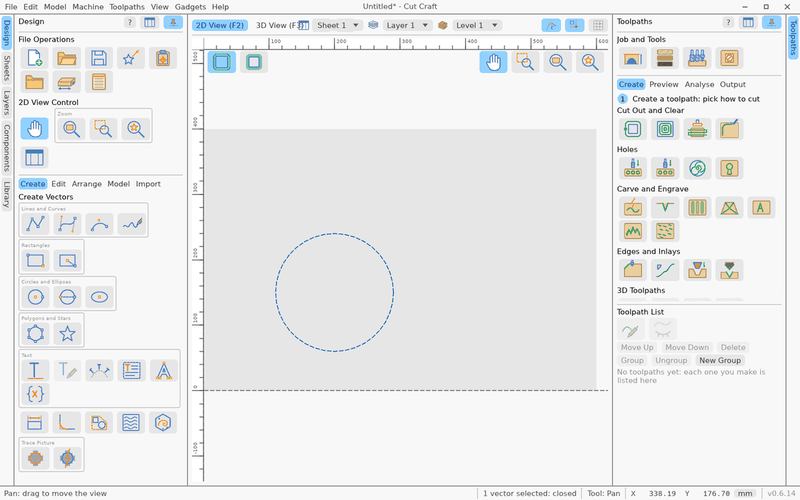 File Edit Model Machine Toolpaths View Gadgets Help
Untitled* - Cut Craft
Design
?
File Operations
2D View Control
Zoom
Create Edit Arrange Model Import
Create Vectors
Lines and Curves
Rectangles
Circles and Ellipses
Polygons and Stars
Text
Trace Picture
Design
Sheets
Layers
Components
Library
2D View (F2) 3D View (F3) Sheet 1 Layer 1 Level 1
100 200 300 400 500 600
500
400
300
200
100
0
-100
Toolpaths
?
Job and Tools
Create Preview Analyse Output
1 Create a toolpath: pick how to cut
Cut Out and Clear
Holes
Carve and Engrave
Edges and Inlays
3D Toolpaths
Toolpath List
Move Up Move Down Delete
Group Ungroup New Group
No toolpaths yet: each one you make is
listed here
Toolpaths
Pan: drag to move the view
1 vector selected: closed Tool: Pan X 338.19 Y 176.70 mm v0.6.14